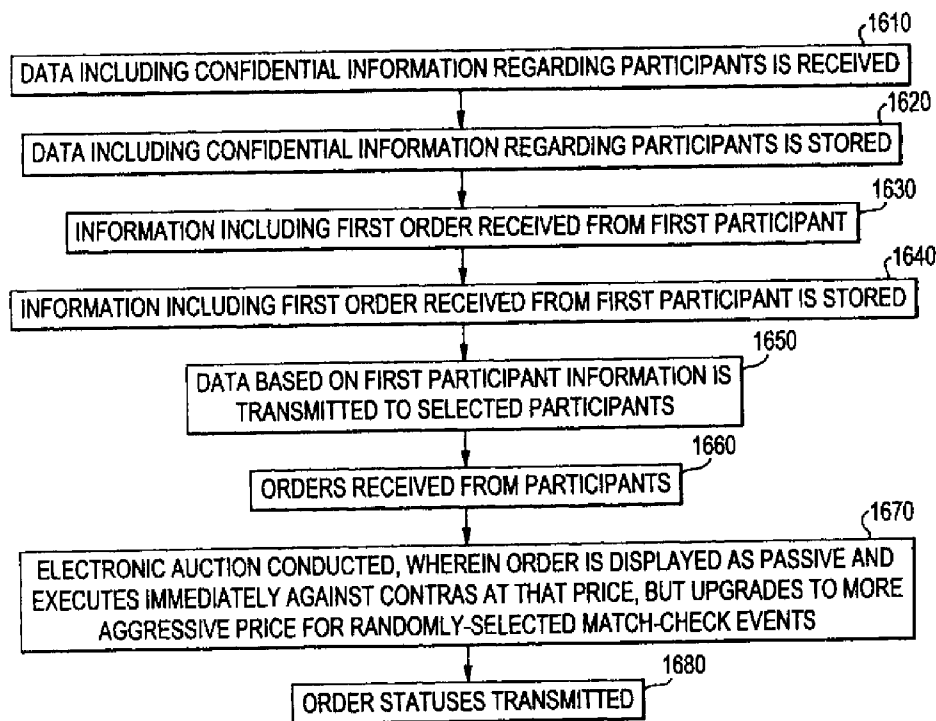 1610
DATA INCLUDING CONFIDENTIAL INFORMATION REGARDING PARTICIPANTS IS RECEIVED
1620
DATA INCLUDING CONFIDENTIAL INFORMATION REGARDING PARTICIPANTS IS STORED
1630
INFORMATION INCLUDING FIRST ORDER RECEIVED FROM FIRST PARTICIPANT
1640
INFORMATION INCLUDING FIRST ORDER RECEIVED FROM FIRST PARTICIPANT IS STORED
1650
DATA BASED ON FIRST PARTICIPANT INFORMATION IS
TRANSMITTED TO SELECTED PARTICIPANTS
1660
ORDERS RECEIVED FROM PARTICIPANTS
1670
ELECTRONIC AUCTION CONDUCTED, WHEREIN ORDER IS DISPLAYED AS PASSIVE AND
EXECUTES IMMEDIATELY AGAINST CONTRAS AT THAT PRICE, BUT UPGRADES TO MORE
AGGRESSIVE PRICE FOR RANDOMLY-SELECTED MATCH-CHECK EVENTS
1680
ORDER STATUSES TRANSMITTED